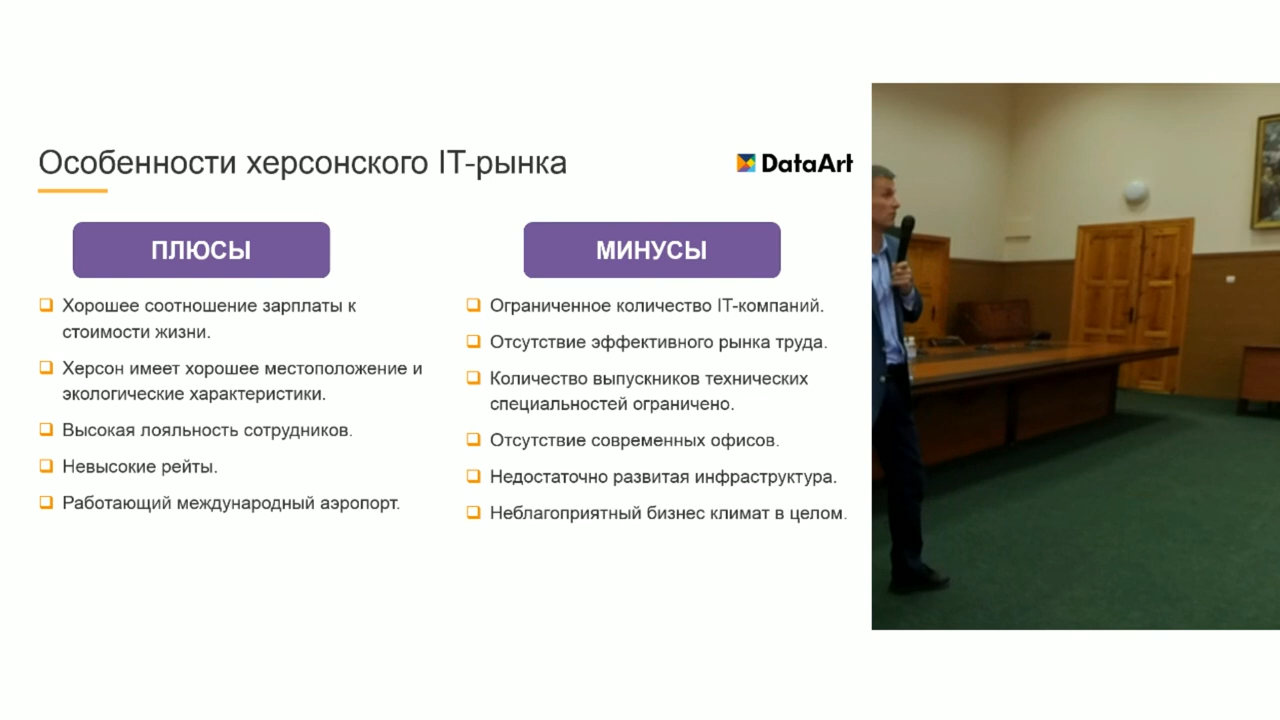 Особенности херсонского IT-рынка
DataArt
ПЛЮСЫ
Хорошее соотношение зарплаты к
стоимости жизни.
Херсон имеет хорошее местоположение и
экологические характеристики.
Высокая лояльность сотрудников.
Невысокие рейты.
Работающий международный аэропорт.
МИНУСЫ
Ограниченное количество IT-компаний.
Отсутствие эффективного рынка труда.
Количество выпускников технических
специальностей ограничено.
Отсутствие современных офисов.
Недостаточно развитая инфраструктура.
Неблагоприятный бизнес климат в целом.